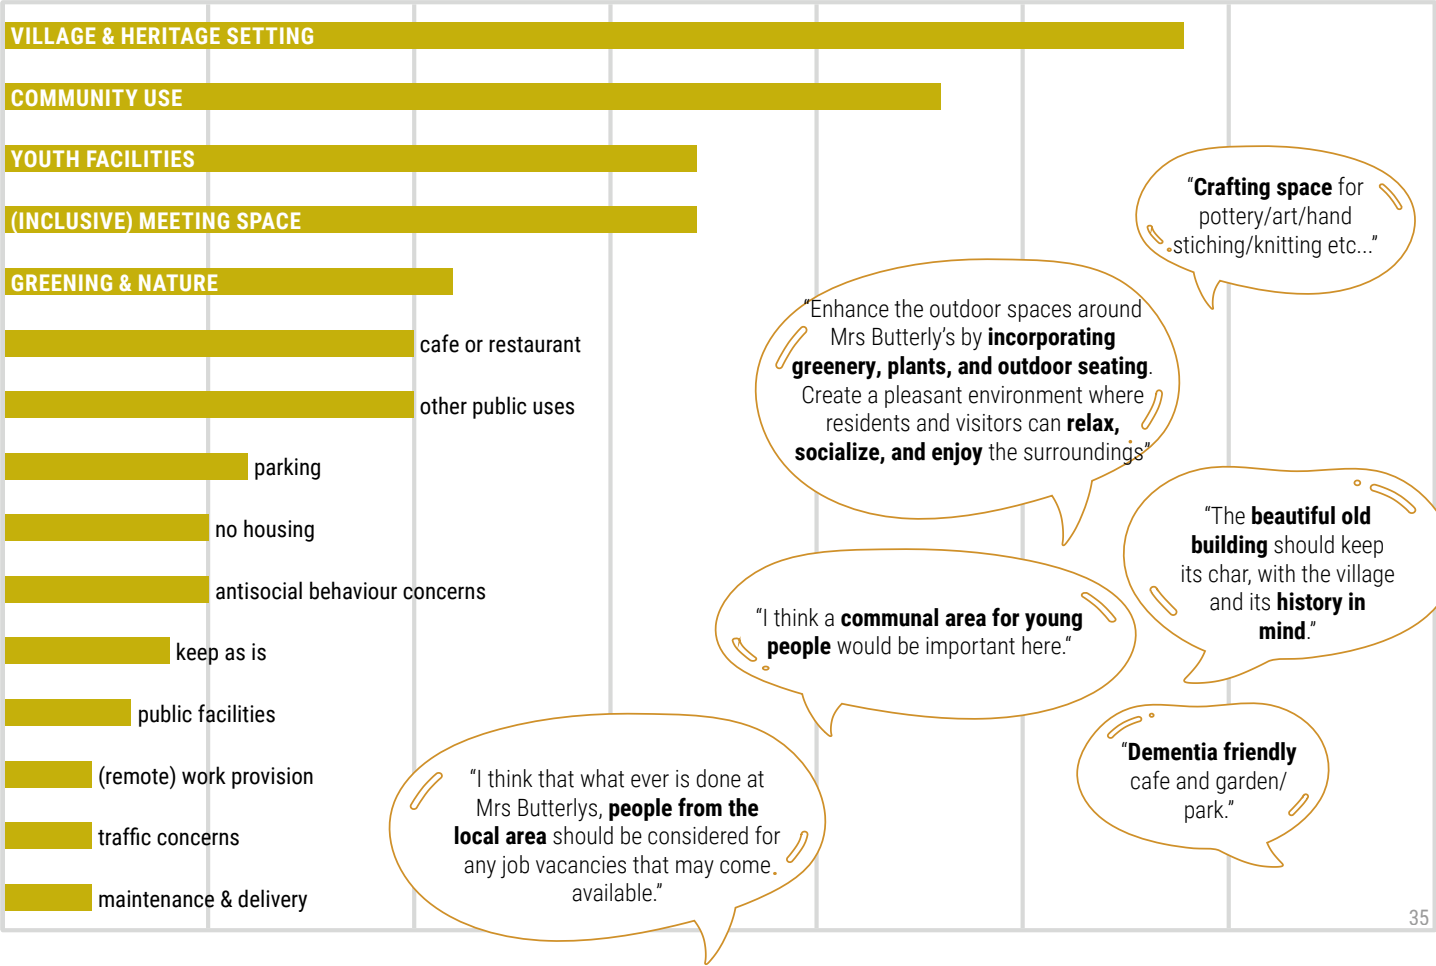 VILLAGE & HERITAGE SETTING
COMMUNITY USE
YOUTH FACILITIES
(INCLUSIVE) MEETING SPACE
GREENING & NATURE
cafe or restaurant
other public uses
parking
no housing
antisocial behaviour concerns
keep as is
public facilities
(remote) work provision
traffic concerns
maintenance & delivery
“Crafting space for
pottery/art/hand
stiching/knitting etc...”
“Enhance the outdoor spaces around
Mrs Butterly’s by incorporating
greenery, plants, and outdoor seating.
Create a pleasant environment where
residents and visitors can relax,
socialize, and enjoy the surroundings”
“The beautiful old
building should keep
its char, with the village
and its history in
mind.”
“I think a communal area for young
people would be important here.“
“Dementia friendly
cafe and garden/
park.”
“I think that what ever is done at
Mrs Butterlys, people from the
local area should be considered for
any job vacancies that may come
available.”
35